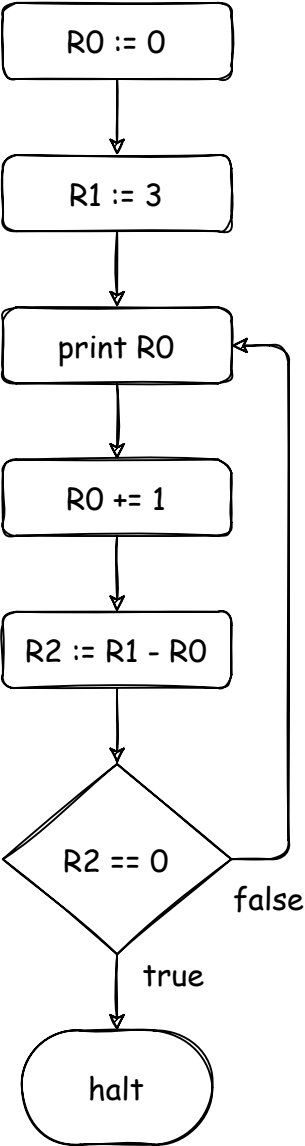 R0 := 0
R1 := 3
print R0
R0 += 1
R2 := R1 - R0
R2 == 0
false
true
halt